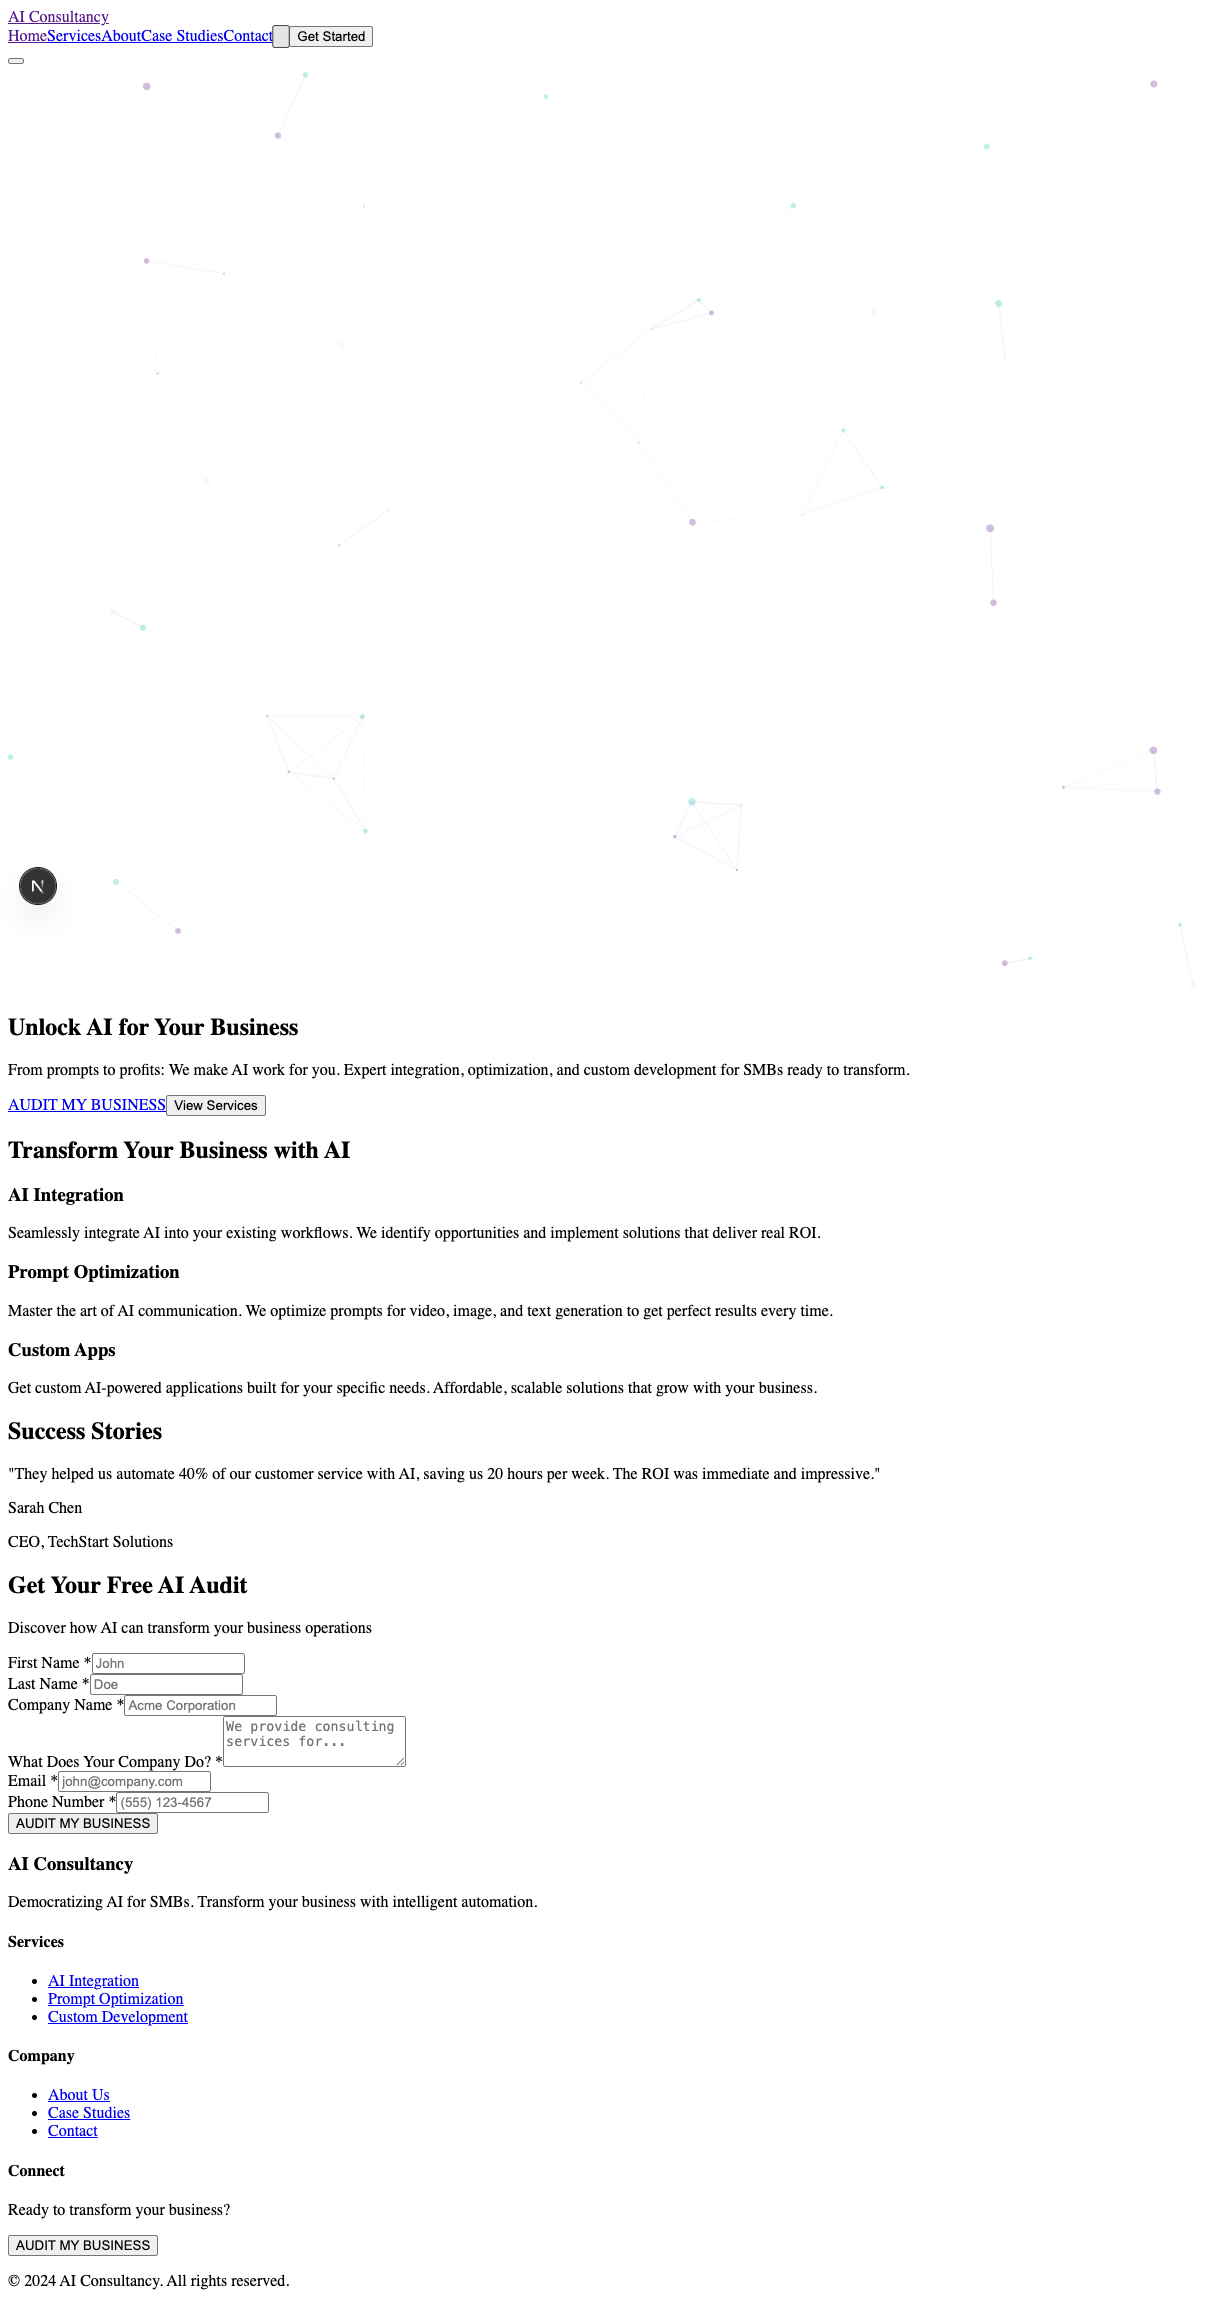 AI Consultancy
HomeServicesAboutCase StudiesContact Get Started
N
Unlock AI for Your Business
From prompts to profits: We make AI work for you. Expert integration, optimization, and custom development for SMBs ready to transform.
AUDIT MY BUSINESS View Services
Transform Your Business with AI
AI Integration
Seamlessly integrate AI into your existing workflows. We identify opportunities and implement solutions that deliver real ROI.
Prompt Optimization
Master the art of AI communication. We optimize prompts for video, image, and text generation to get perfect results every time.
Custom Apps
Get custom AI-powered applications built for your specific needs. Affordable, scalable solutions that grow with your business.
Success Stories
"They helped us automate 40% of our customer service with AI, saving us 20 hours per week. The ROI was immediate and impressive."
Sarah Chen
CEO, TechStart Solutions
Get Your Free AI Audit
Discover how AI can transform your business operations
First Name * John
Last Name * Doe
Company Name * Acme Corporation
We provide consulting
services for...
What Does Your Company Do? *
Email * john@company.com
Phone Number * (555) 123-4567
AUDIT MY BUSINESS
AI Consultancy
Democratizing AI for SMBs. Transform your business with intelligent automation.
Services
• AI Integration
• Prompt Optimization
• Custom Development
Company
• About Us
• Case Studies
• Contact
Connect
Ready to transform your business?
AUDIT MY BUSINESS
© 2024 AI Consultancy. All rights reserved.